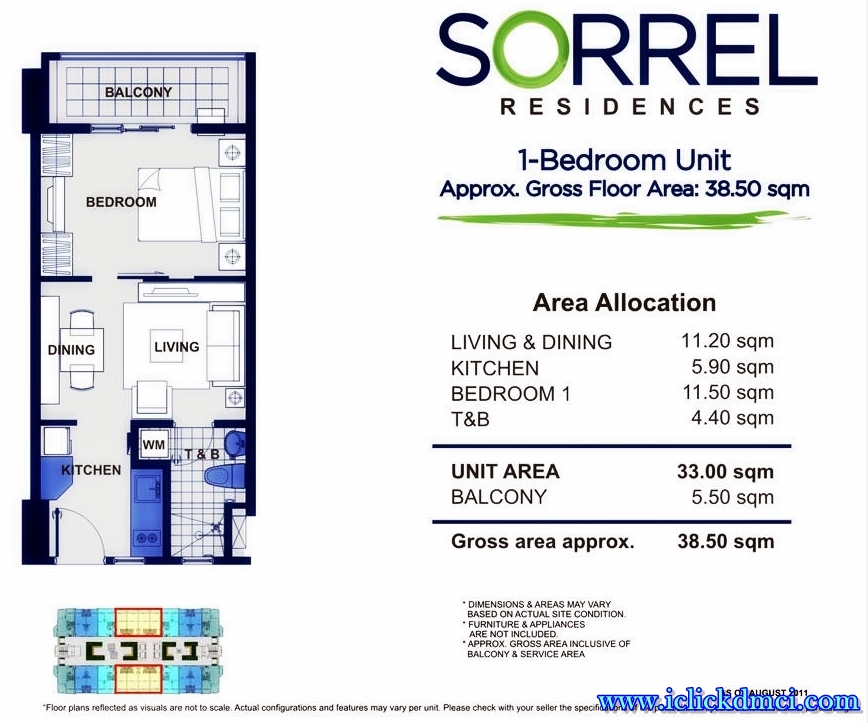 SORREL
RESIDENCES
1-Bedroom Unit
Approx. Gross Floor Area: 38.50 sqm
BALCONY
BEDROOM
DINING
LIVING
WM
T & B
KITCHEN
Area Allocation
LIVING & DINING 11.20 sqm
KITCHEN 5.90 sqm
BEDROOM 1 11.50 sqm
T&B 4.40 sqm
UNIT AREA 33.00 sqm
BALCONY 5.50 sqm
Gross area approx. 38.50 sqm
* DIMENSIONS & AREAS MAY VARY
BASED ON ACTUAL SITE CONDITION.
* FURNITURE & APPLIANCES
ARE NOT INCLUDED.
* APPROX. GROSS AREA INCLUSIVE OF
BALCONY & SERVICE AREA
AS OF AUGUST 2011
www.iclickdmci.com
"Floor plans reflected as visuals are not to scale. Actual configurations and features may vary per unit. Please check with your seller the specifications of